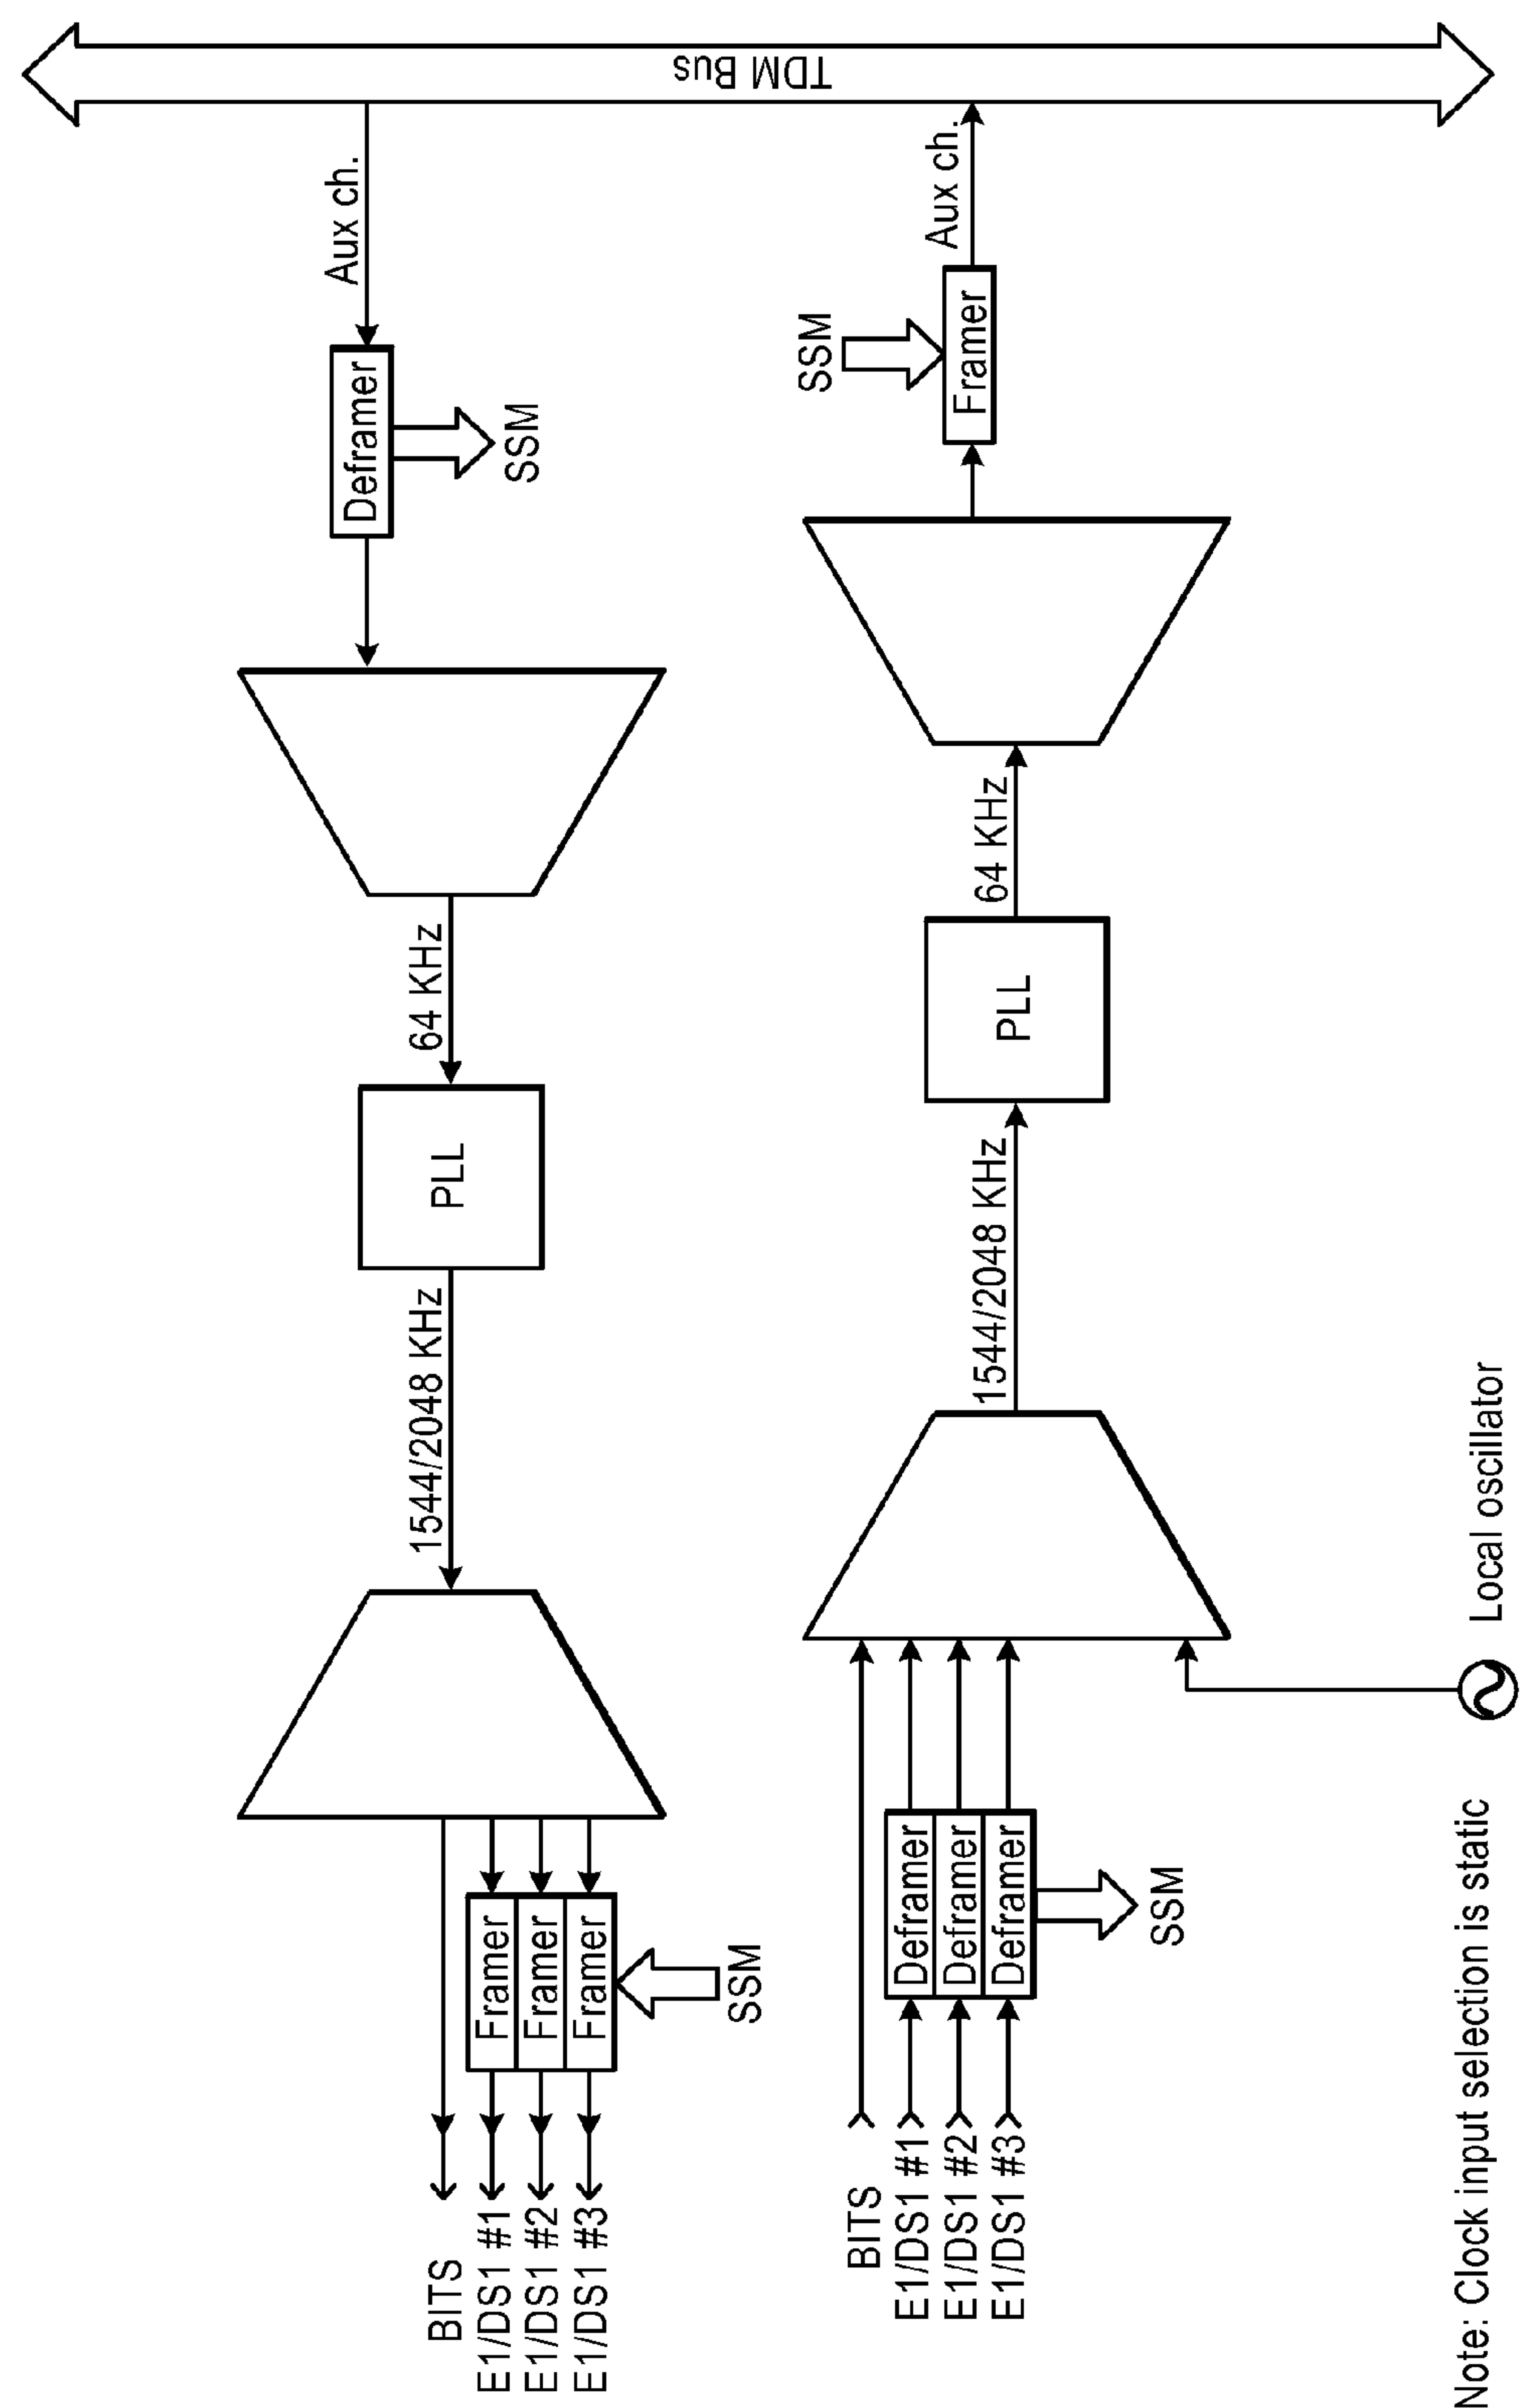 BITS
E1/DS1 #1
E1/DS1 #2
E1/DS1 #3
Framer
Framer
Framer
SSM
1544/2048 KHz
PLL
64 KHz
Deframer
SSM
Aux ch.
TDM Bus
BITS
E1/DS1 #1
E1/DS1 #2
E1/DS1 #3
Deframer
Deframer
Deframer
SSM
1544/2048 KHz
PLL
64 KHz
SSM
Framer
Aux ch.
Local oscillator
Note: Clock input selection is static